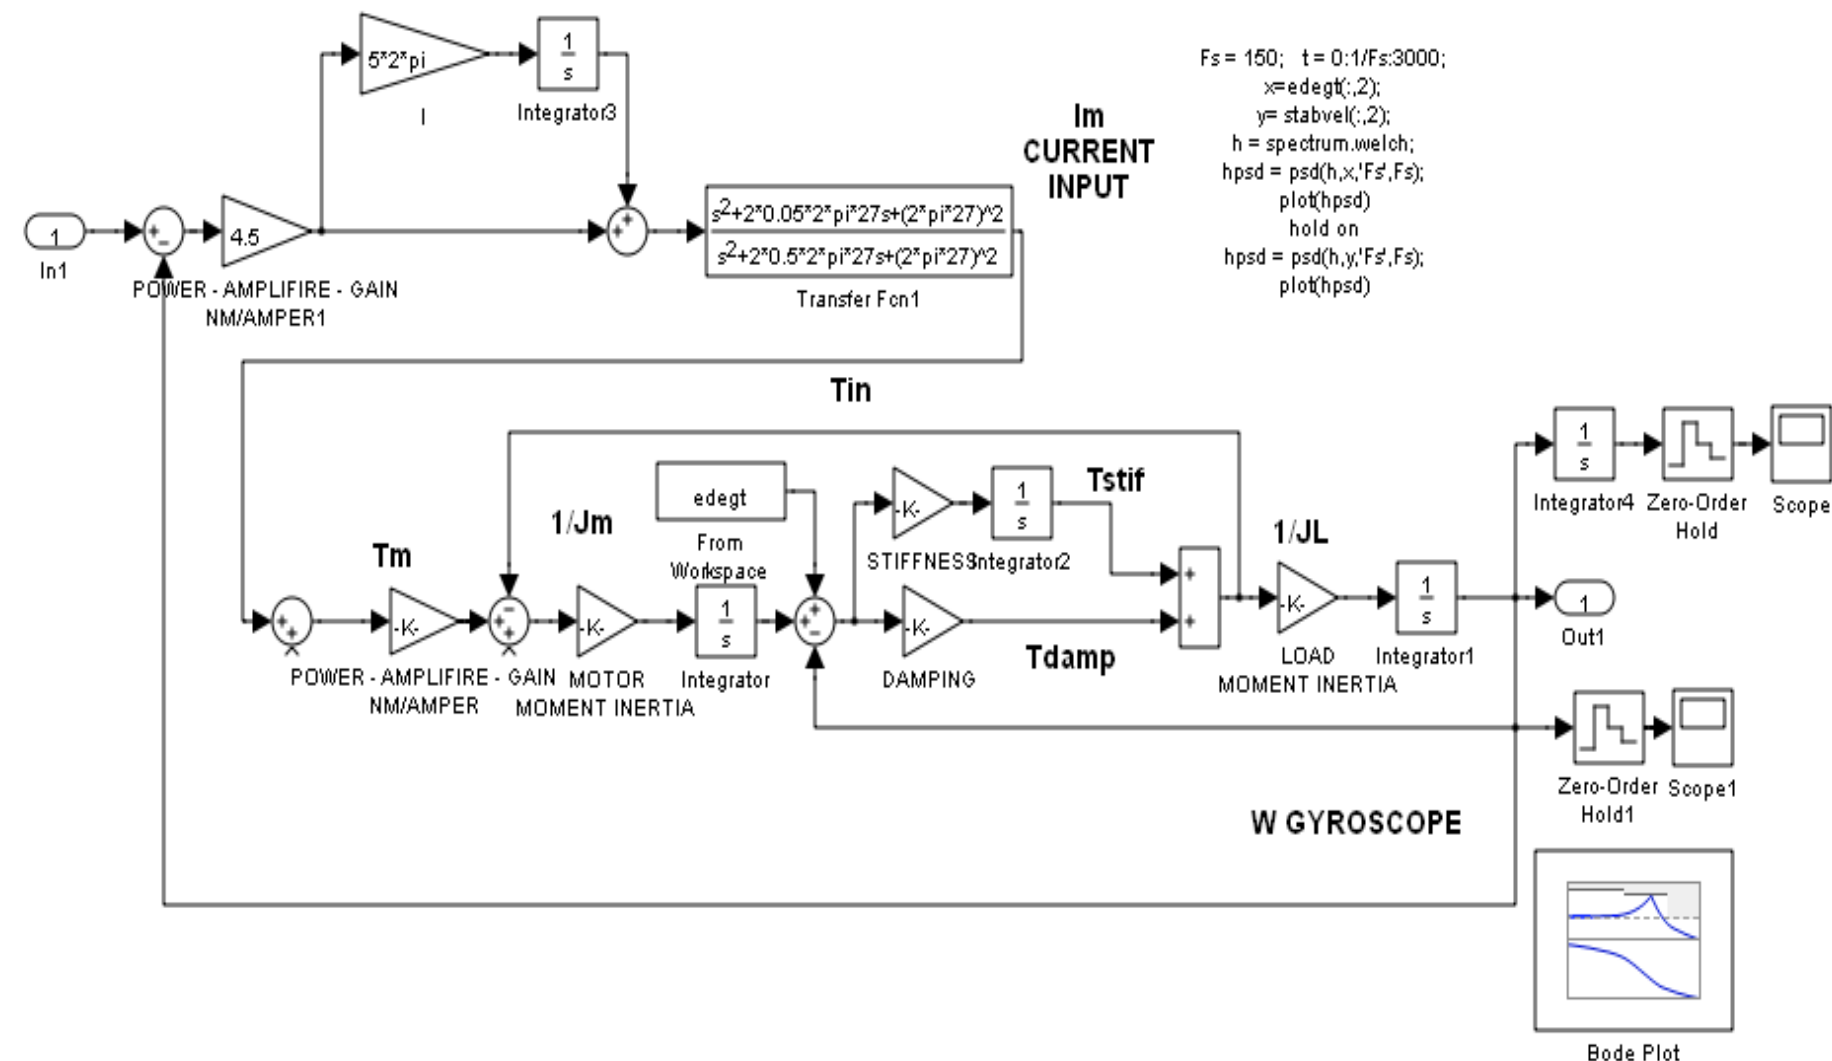 5*2*pi
1
s
I
Integrator3
Im
CURRENT
INPUT
Fs = 150;   t = 0:1/Fs:3000;
x=edegt(:,2);
y= stabvel(:,2);
h = spectrum.welch;
hpsd = psd(h,x,'Fs',Fs);
plot(hpsd)
hold on
hpsd = psd(h,y,'Fs',Fs);
plot(hpsd)
1
In1
+
-
4.5
POWER - AMPLIFIRE - GAIN
NM/AMPER1
+
+
s^2+2*0.05*2*pi*27s+(2*pi*27)^2
s^2+2*0.5*2*pi*27s+(2*pi*27)^2
Transfer Fcn1
Tin
+
+
Tm
-K-
POWER - AMPLIFIRE - GAIN
NM/AMPER
-
+
1/Jm
-K-
MOTOR
MOMENT INERTIA
edegt
From
Workspace
1
s
Integrator
+
+
-
-K-
STIFFNESS
1
s
Integrator2
Tstif
-K-
DAMPING
Tdamp
+
+
1/JL
-K-
LOAD
MOMENT INERTIA
1
s
Integrator1
1
s
Integrator4
Zero-Order
Hold
Scope
1
Out1
Zero-Order
Hold1
Scope1
W GYROSCOPE
Bode Plot